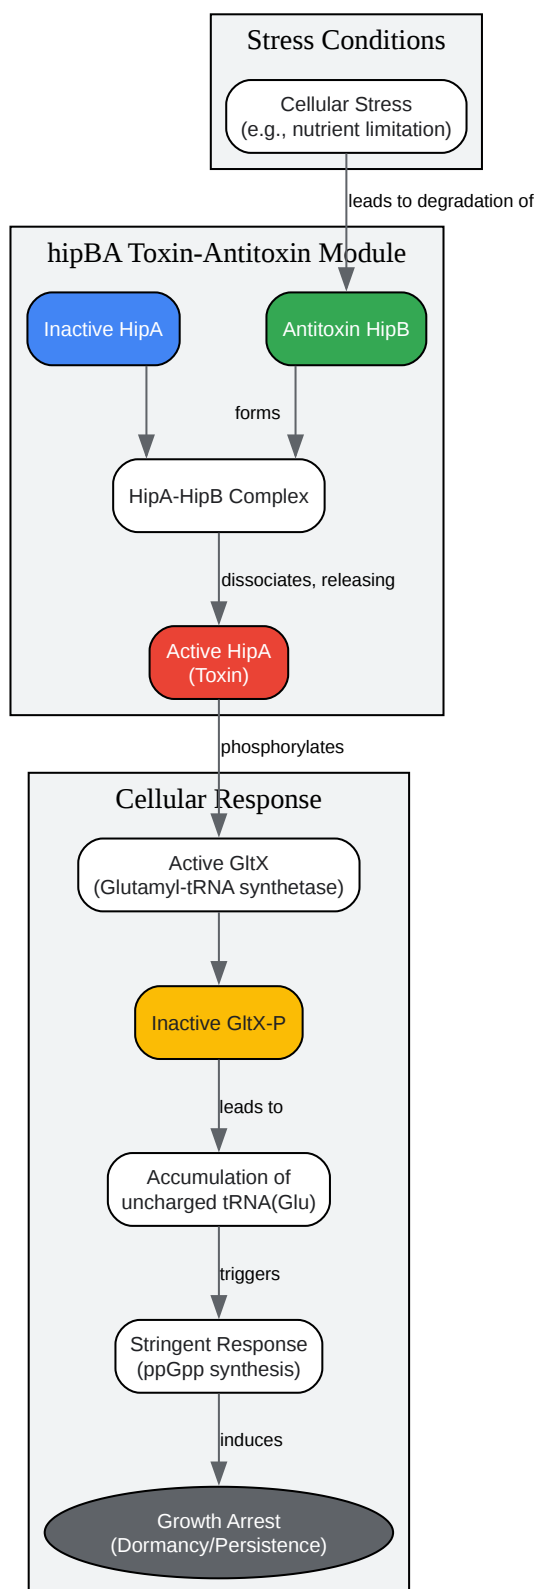 Stress Conditions
Cellular Stress
(e.g., nutrient limitation)
leads to degradation of
hipBA Toxin-Antitoxin Module
Inactive HipA
Antitoxin HipB
forms
HipA-HipB Complex
dissociates, releasing
Active HipA
(Toxin)
phosphorylates
Cellular Response
Active GltX
(Glutamyl-tRNA synthetase)
Inactive GltX-P
leads to
Accumulation of
uncharged tRNA(Glu)
triggers
Stringent Response
(ppGpp synthesis)
induces
Growth Arrest
(Dormancy/Persistence)